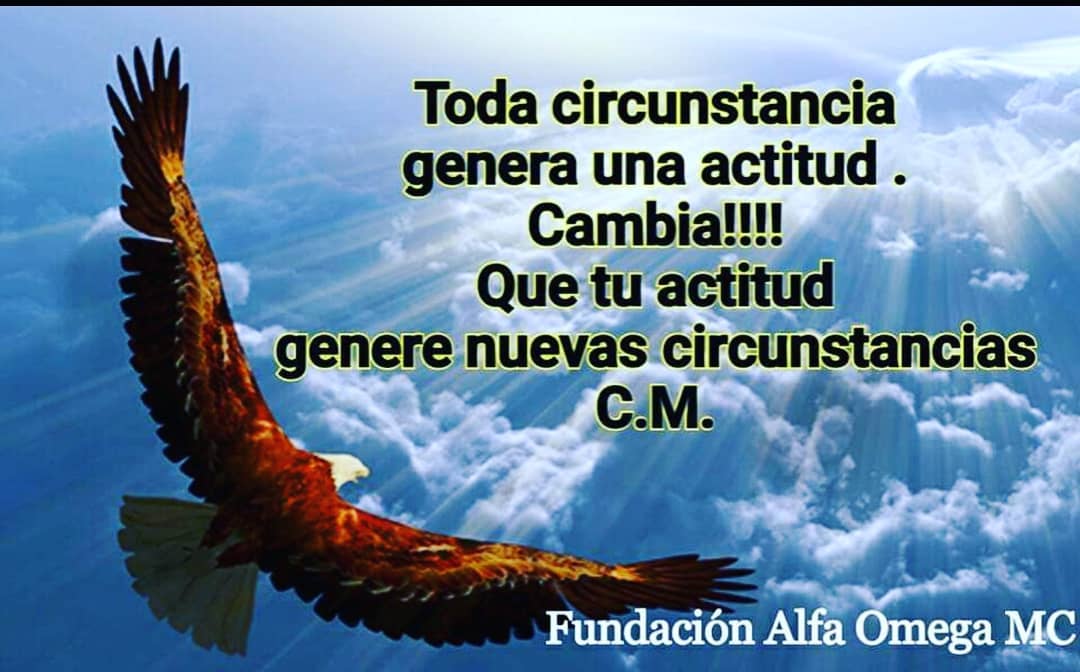 Toda circunstancia
genera una actitud .
Cambia!!!!
Que tu actitud
genere nuevas circunstancias
C.M.
Fundación Alfa Omega MC